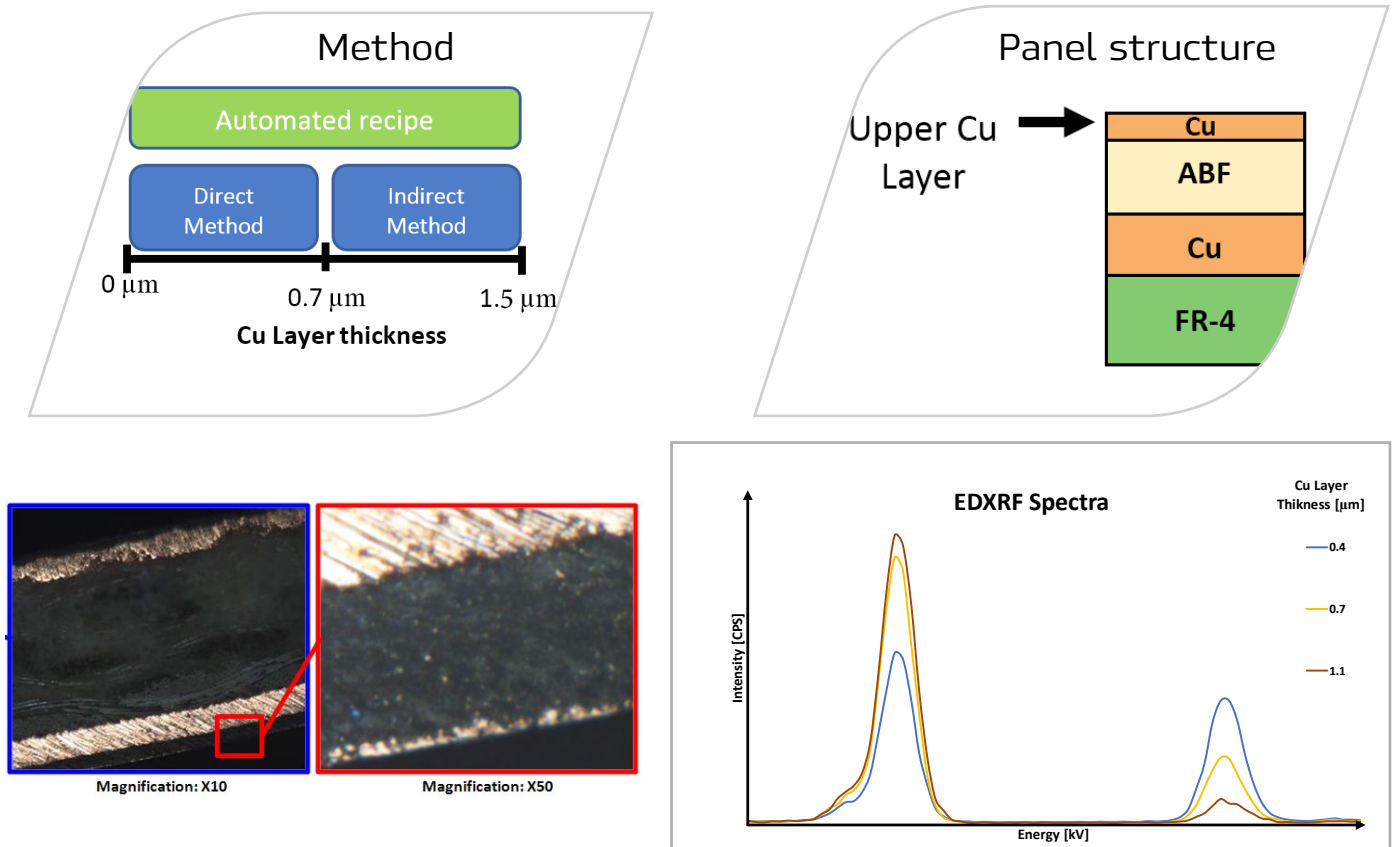 Method
Automated recipe
Direct
Method
Indirect
Method
0 µm
0.7 µm
1.5 µm
Cu Layer thickness
Panel structure
Upper Cu
Layer
Cu
ABF
Cu
FR-4
Magnification: X10
Magnification: X50
EDXRF Spectra
Cu Layer
Thikness [µm]
0.4
0.7
1.1
Intensity [CPS]
Energy [kV]